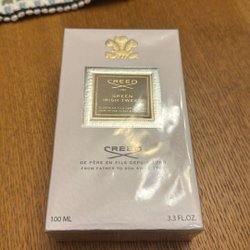 CREED
GREEN
IRISH TWEED
CREED
DE PÈRE EN FILS DEPUIS 1760
FROM FATHER TO SON SINCE 1760
100 ML 3.3 FL.OZ.